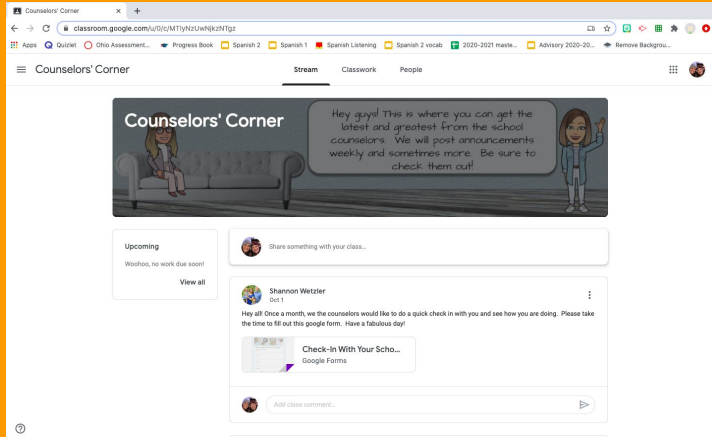 Counselors' Corner
classroom.google.com/u/0/c/MTIyNzUwNjkzNTgz
Apps Quizlet Ohio Assessment... Progress Book Spanish 2 Spanish 1 Spanish Listening Spanish 2 vocab 2020-2021 maste... Advisory 2020-20... Remove Backgrou...
Counselors' Corner
Stream Classwork People
Counselors' Corner
Hey guys! This is where you can get the
latest and greatest from the school
counselors. We will post announcements
weekly and sometimes more. Be sure to
check them out!
Upcoming
Woohoo, no work due soon!
View all
Share something with your class...
Shannon Wetzler
Oct 1
Hey all! Once a month, we the counselors would like to do a quick check in with you and see how you are doing. Please take
the time to fill out this google form. Have a fabulous day!
Check-In With Your Scho...
Google Forms
Add class comment...